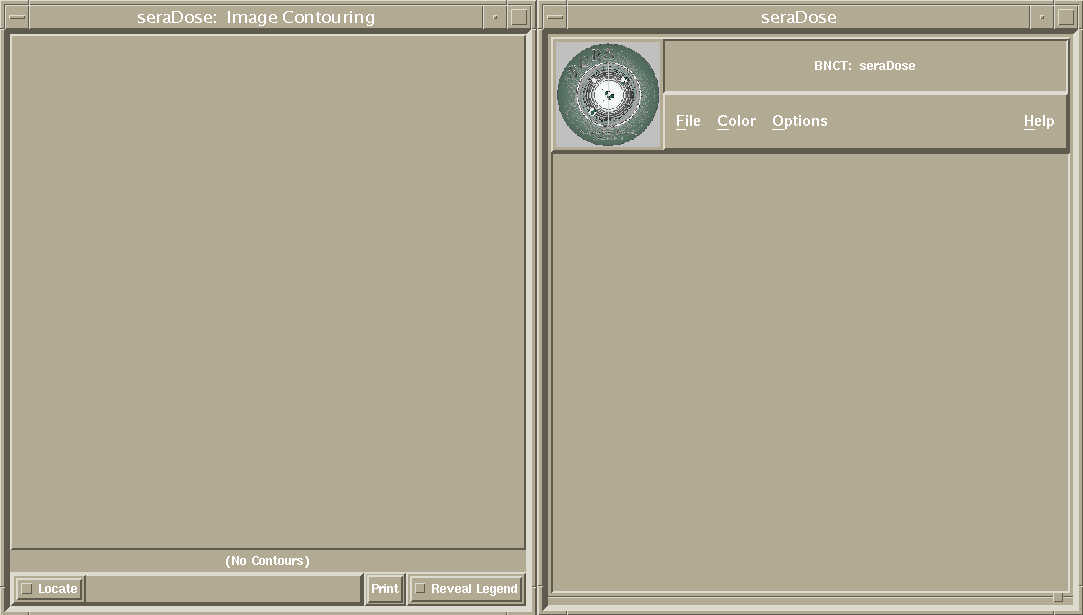 seraDose: Image Contouring
(No Contours)
Locate
Print
Reveal Legend
seraDose
BNCT: seraDose
File Color Options Help